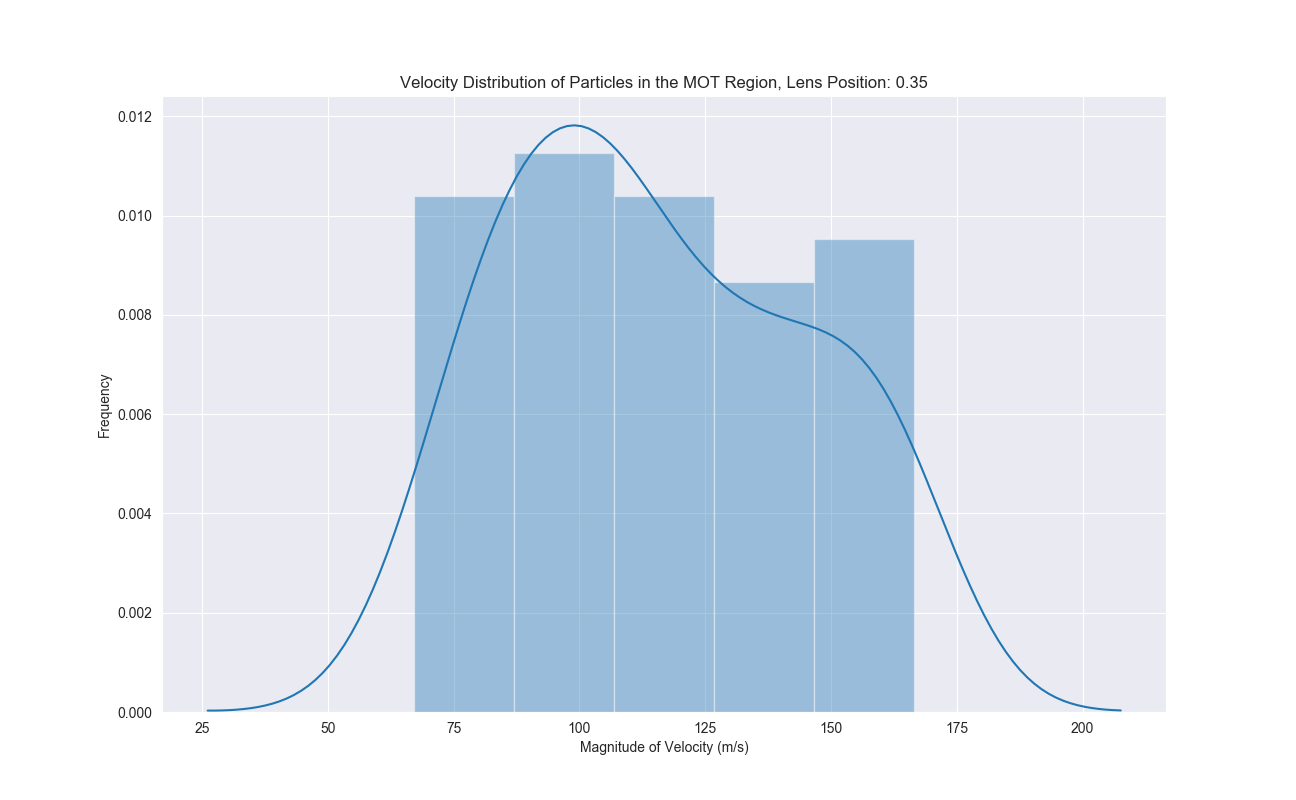 Velocity Distribution of Particles in the MOT Region, Lens Position: 0.35
0.012
0.010
0.008
0.006
0.004
0.002
0.000
Frequency
25 50 75 100 125 150 175 200
Magnitude of Velocity (m/s)